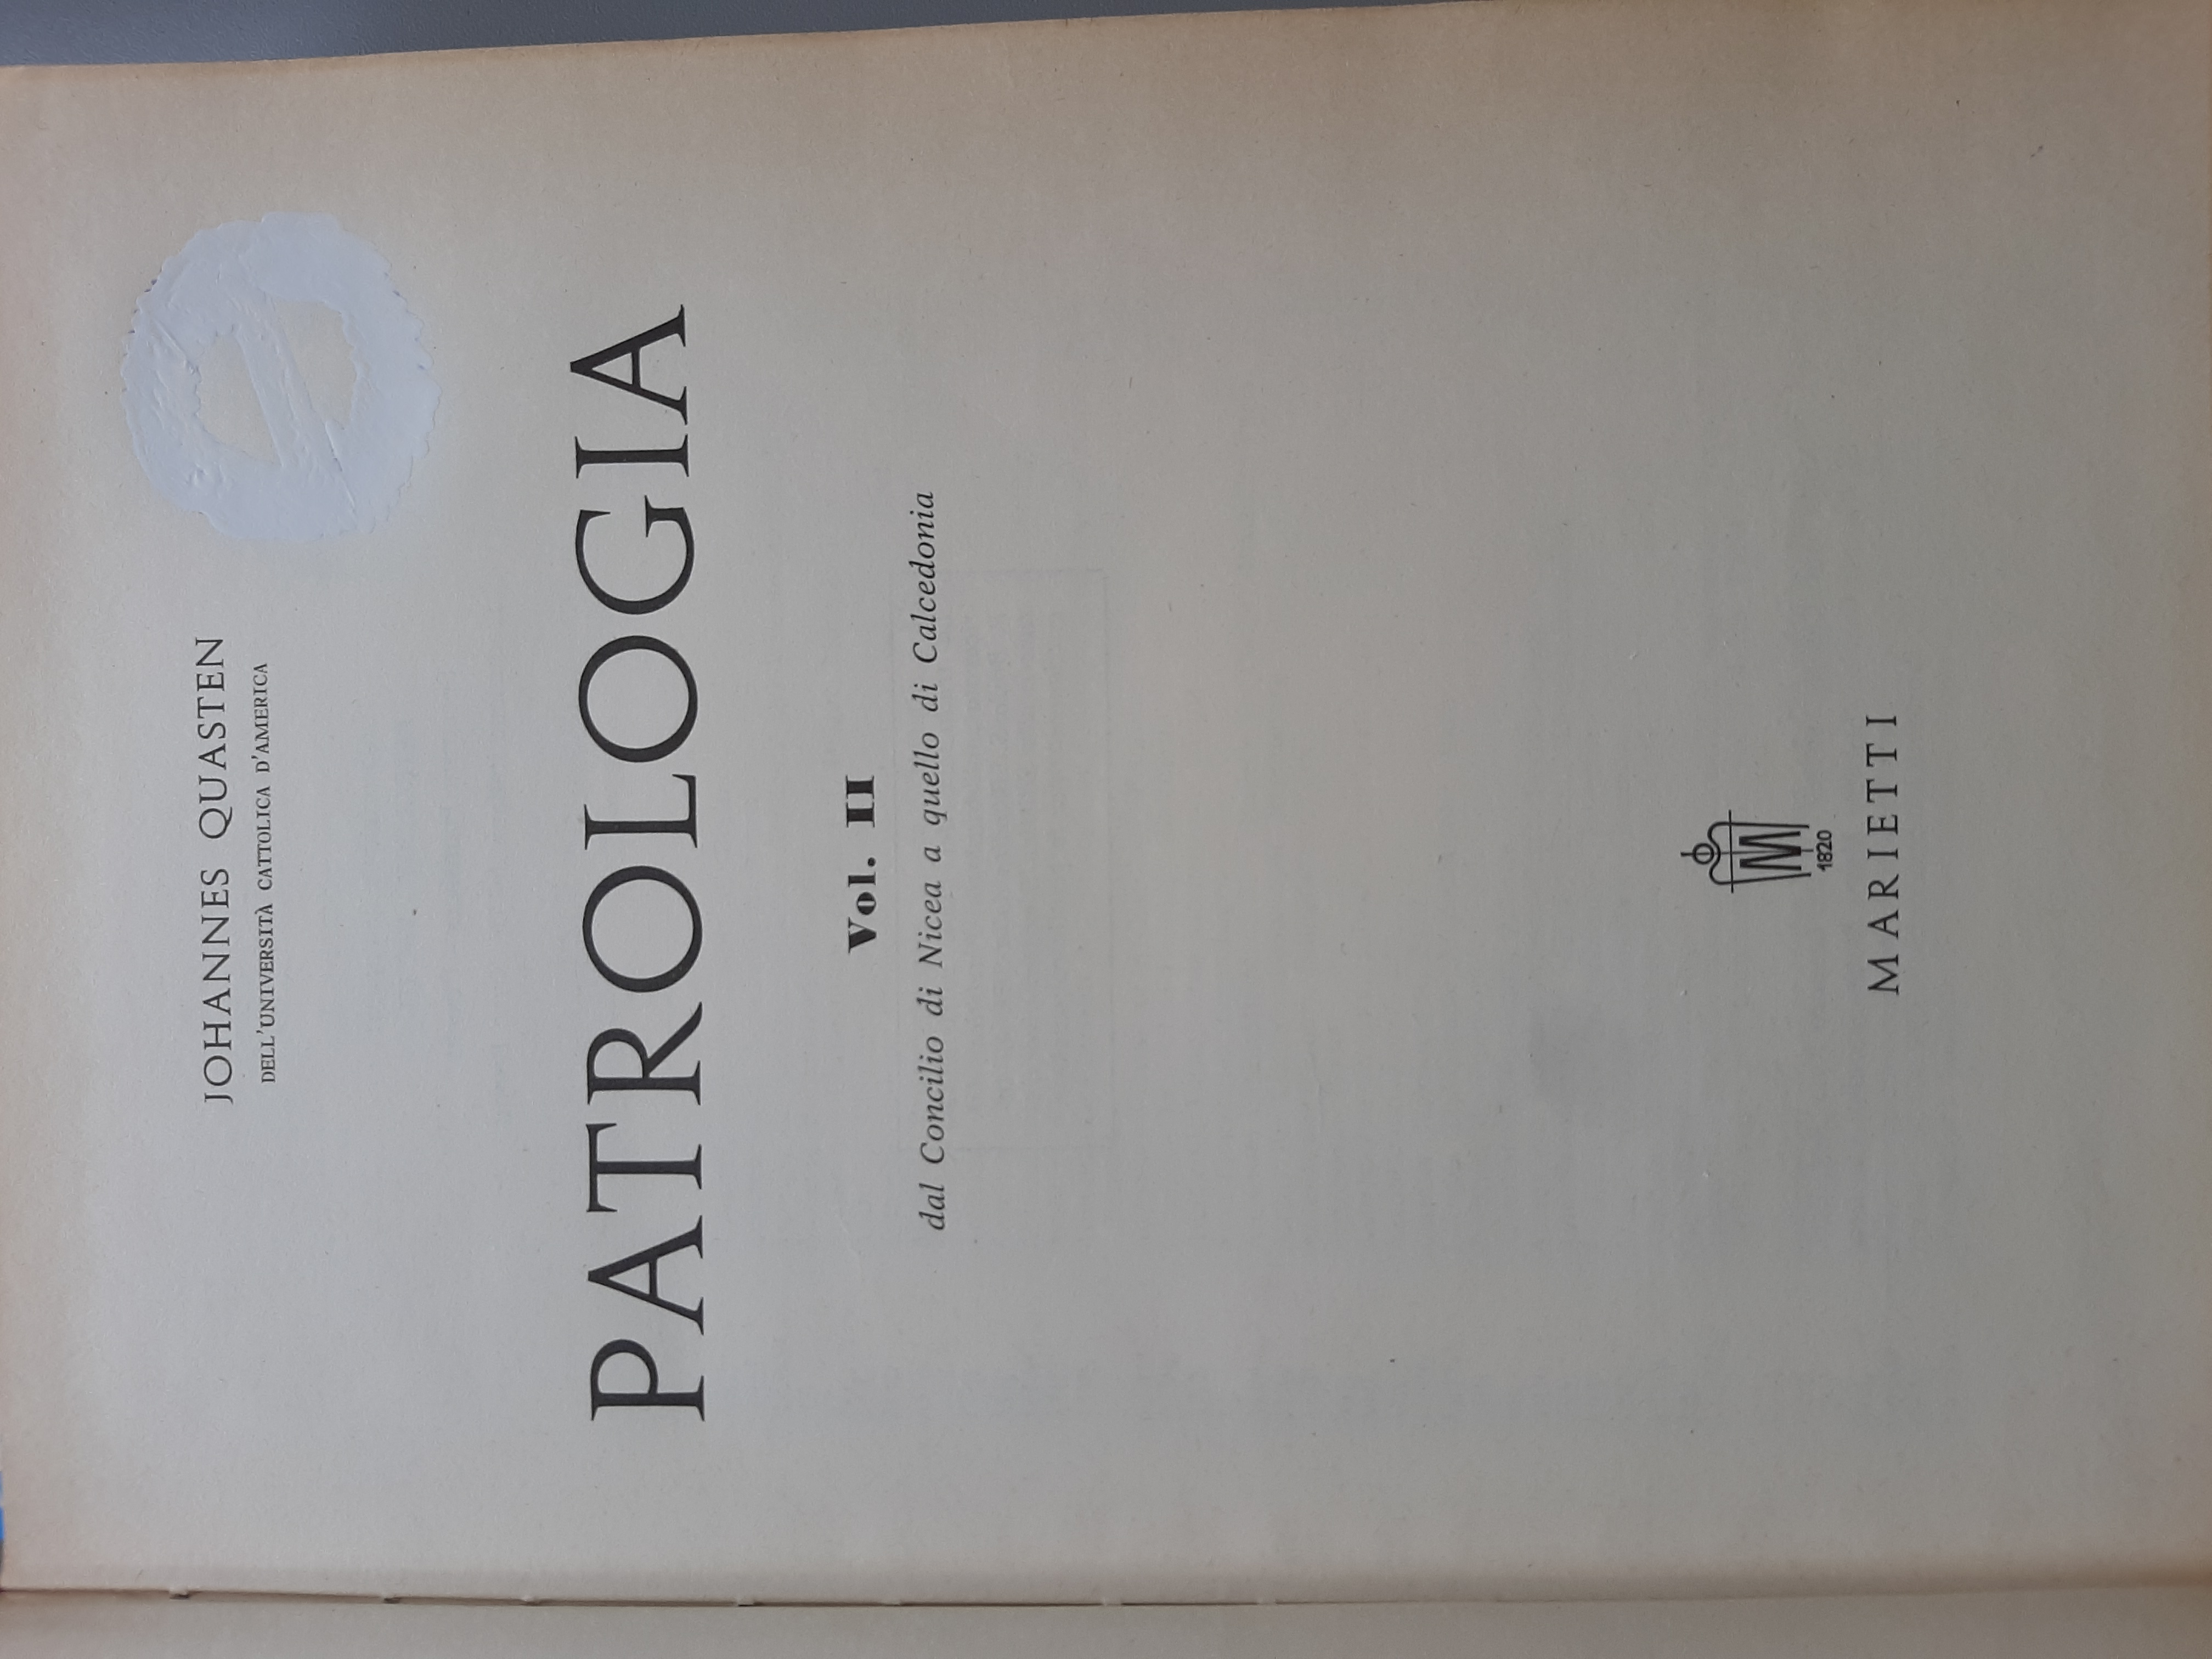 JOHANNES QUASTEN
DELL'UNIVERSITÀ CATTOLICA D'AMERICA
PATROLOGIA
Vol. II
dal Concilio di Nicea a quello di Calcedonia
M
1820
MARIETTI